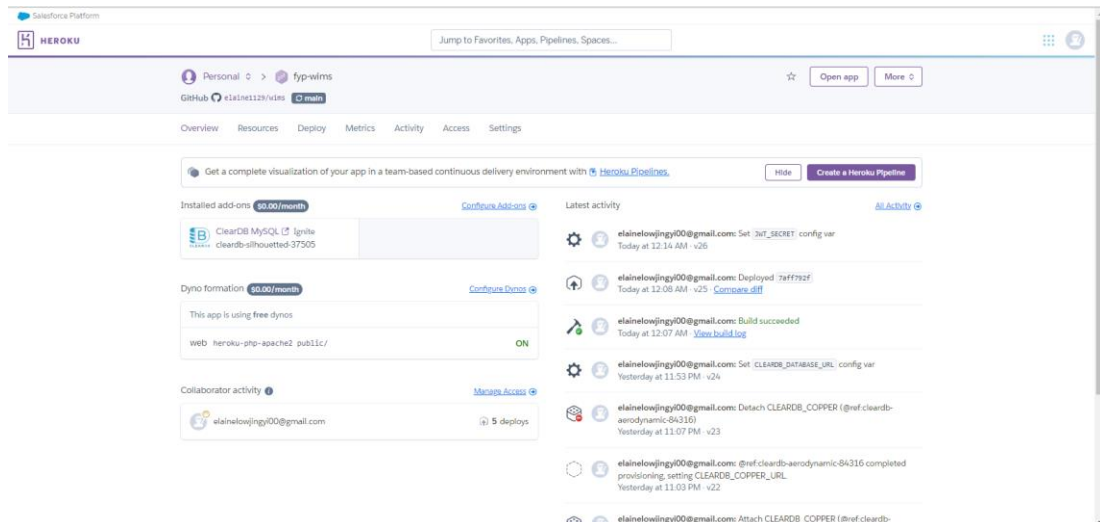 Salesforce Platform
HEROKU
Jump to Favorites, Apps, Pipelines, Spaces...
Personal > fyp-wims
Open app
More
GitHub elaine1129/wims main
Overview Resources Deploy Metrics Activity Access Settings
Get a complete visualization of your app in a team-based continuous delivery environment with Heroku Pipelines.
Hide
Create a Heroku Pipeline
Installed add-ons $0.00/month
Configure Add-ons
ClearDB MySQL Ignite
cleardb-silhouetted-37505
Dyno formation $0.00/month
Configure Dynos
This app is using free dynos
web heroku-php-apache2 public/
ON
Collaborator activity
Manage Access
elainelowjingyi00@gmail.com
5 deploys
Latest activity
All Activity
elainelowjingyi00@gmail.com: Set JWT_SECRET config var
Today at 12:14 AM · v26
elainelowjingyi00@gmail.com: Deployed 7aff792f
Today at 12:08 AM · v25 · Compare diff
elainelowjingyi00@gmail.com: Build succeeded
Today at 12:07 AM · View build log
elainelowjingyi00@gmail.com: Set CLEARDB_DATABASE_URL config var
Yesterday at 11:53 PM · v24
elainelowjingyi00@gmail.com: Detach CLEARDB_COPPER (@ref:cleardb-
aerodynamic-84316)
Yesterday at 11:07 PM · v23
elainelowjingyi00@gmail.com: @ref:cleardb-aerodynamic-84316 completed
provisioning, setting CLEARDB_COPPER_URL.
Yesterday at 11:03 PM · v22
elainelowjingyi00@gmail.com: Attach CLEARDB_COPPER (@ref:cleardb-